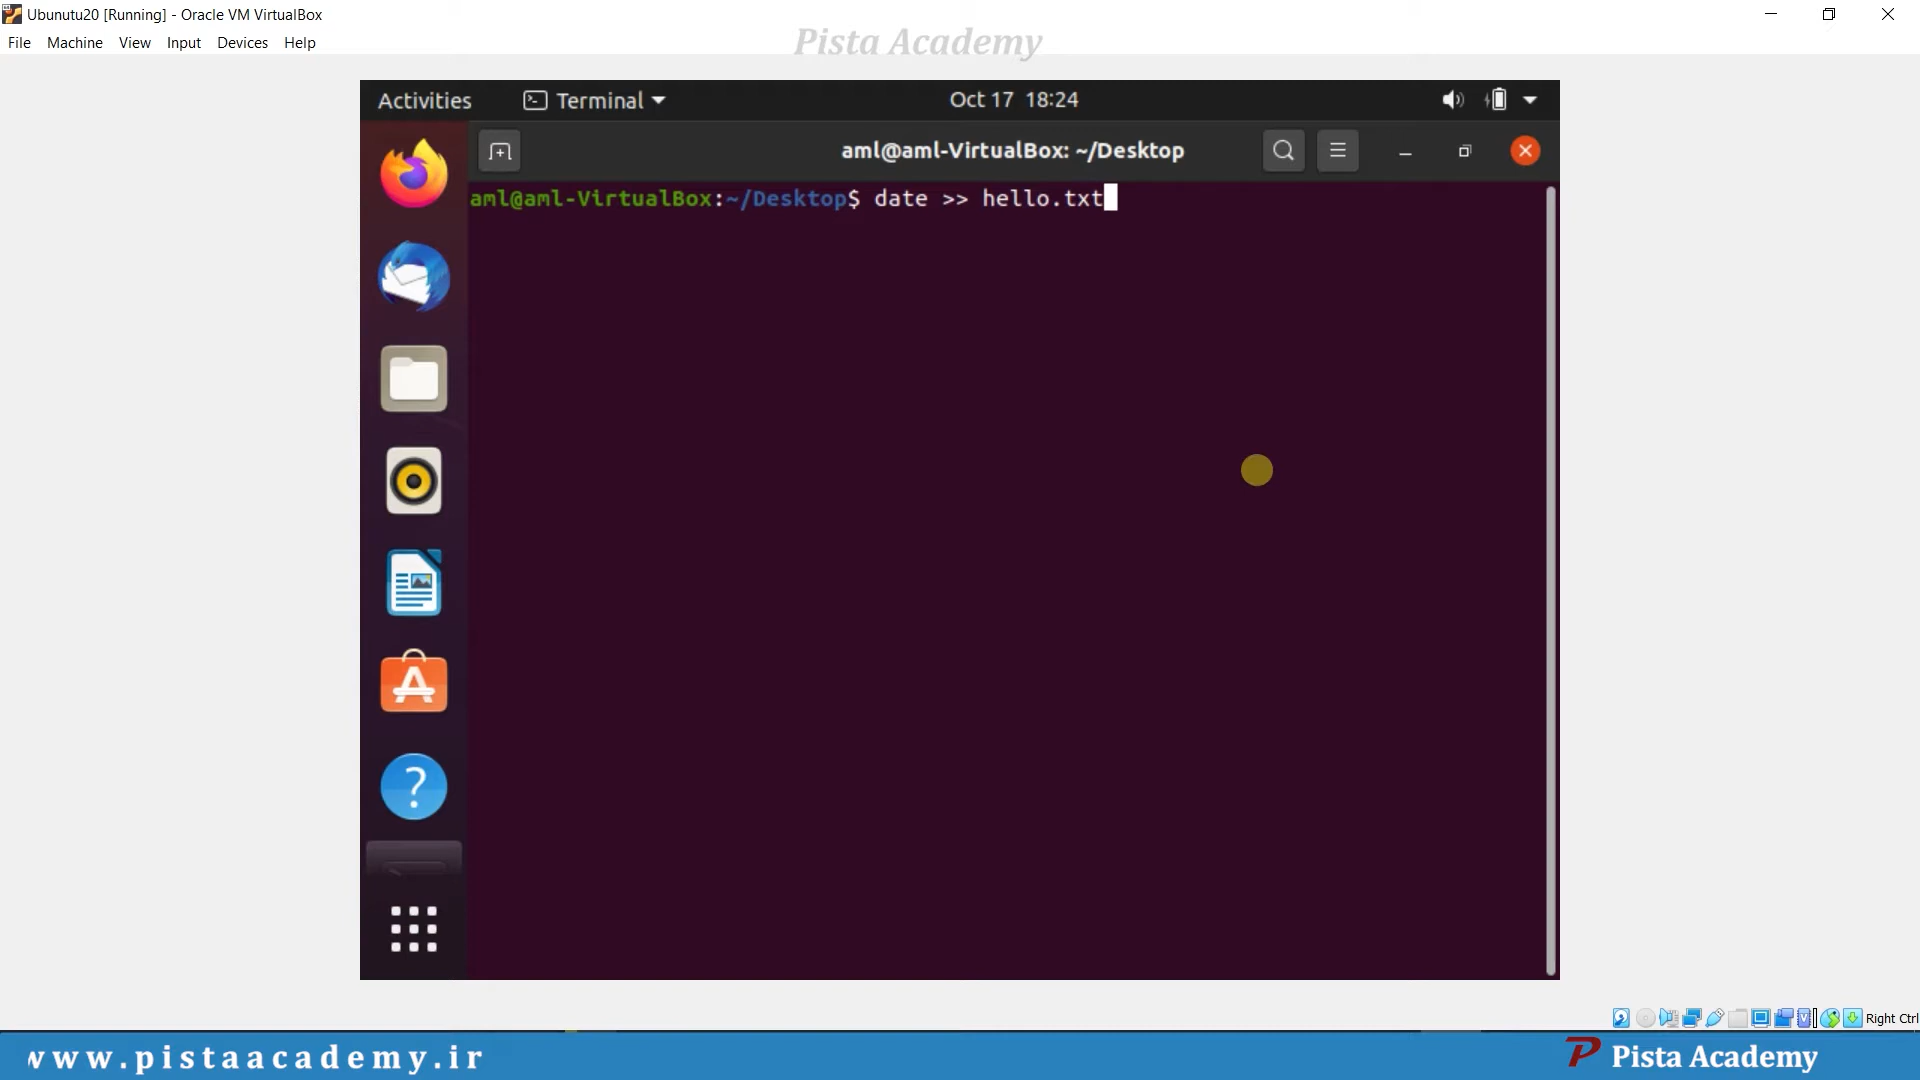 Ubunutu20 [Running] - Oracle VM VirtualBox
File Machine View Input Devices Help
Pista Academy
Activities Terminal Oct 17 18:24
aml@aml-VirtualBox: ~/Desktop
aml@aml-VirtualBox:~/Desktop$ date >> hello.txt
Right Ctrl
www.pistaacademy.ir
Pista Academy